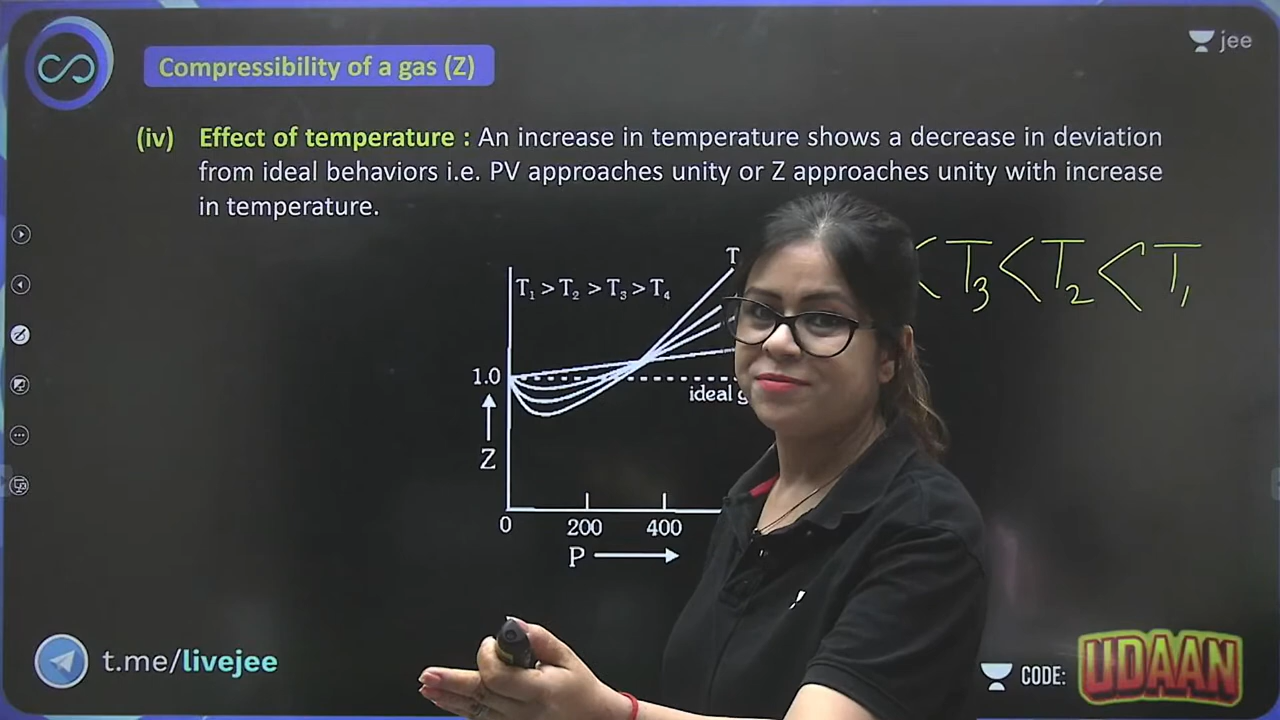 jee
Compressibility of a gas (Z)
(iv) Effect of temperature : An increase in temperature shows a decrease in deviation
from ideal behaviors i.e. PV approaches unity or Z approaches unity with increase
in temperature.
< T3 < T2 < T1
T
T₁ > T₂ > T₃ > T₄
1.0
ideal g
Z
0 200 400
P
t.me/livejee
CODE: UDAAN